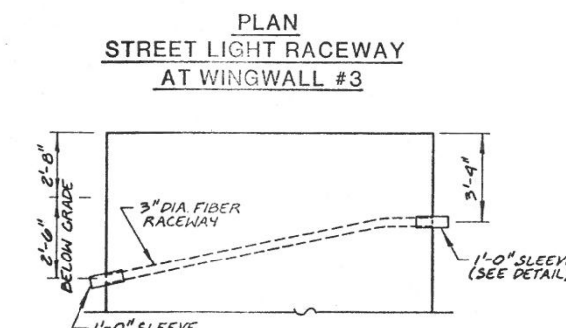 PLAN
STREET LIGHT RACEWAY
AT WINGWALL #3
2'-8"
2'-6"
BELOW GRADE
3" DIA. FIBER
RACEWAY
3'-4"
1'-0" SLEEVE
(SEE DETAIL)
1'-0" SLEEVE